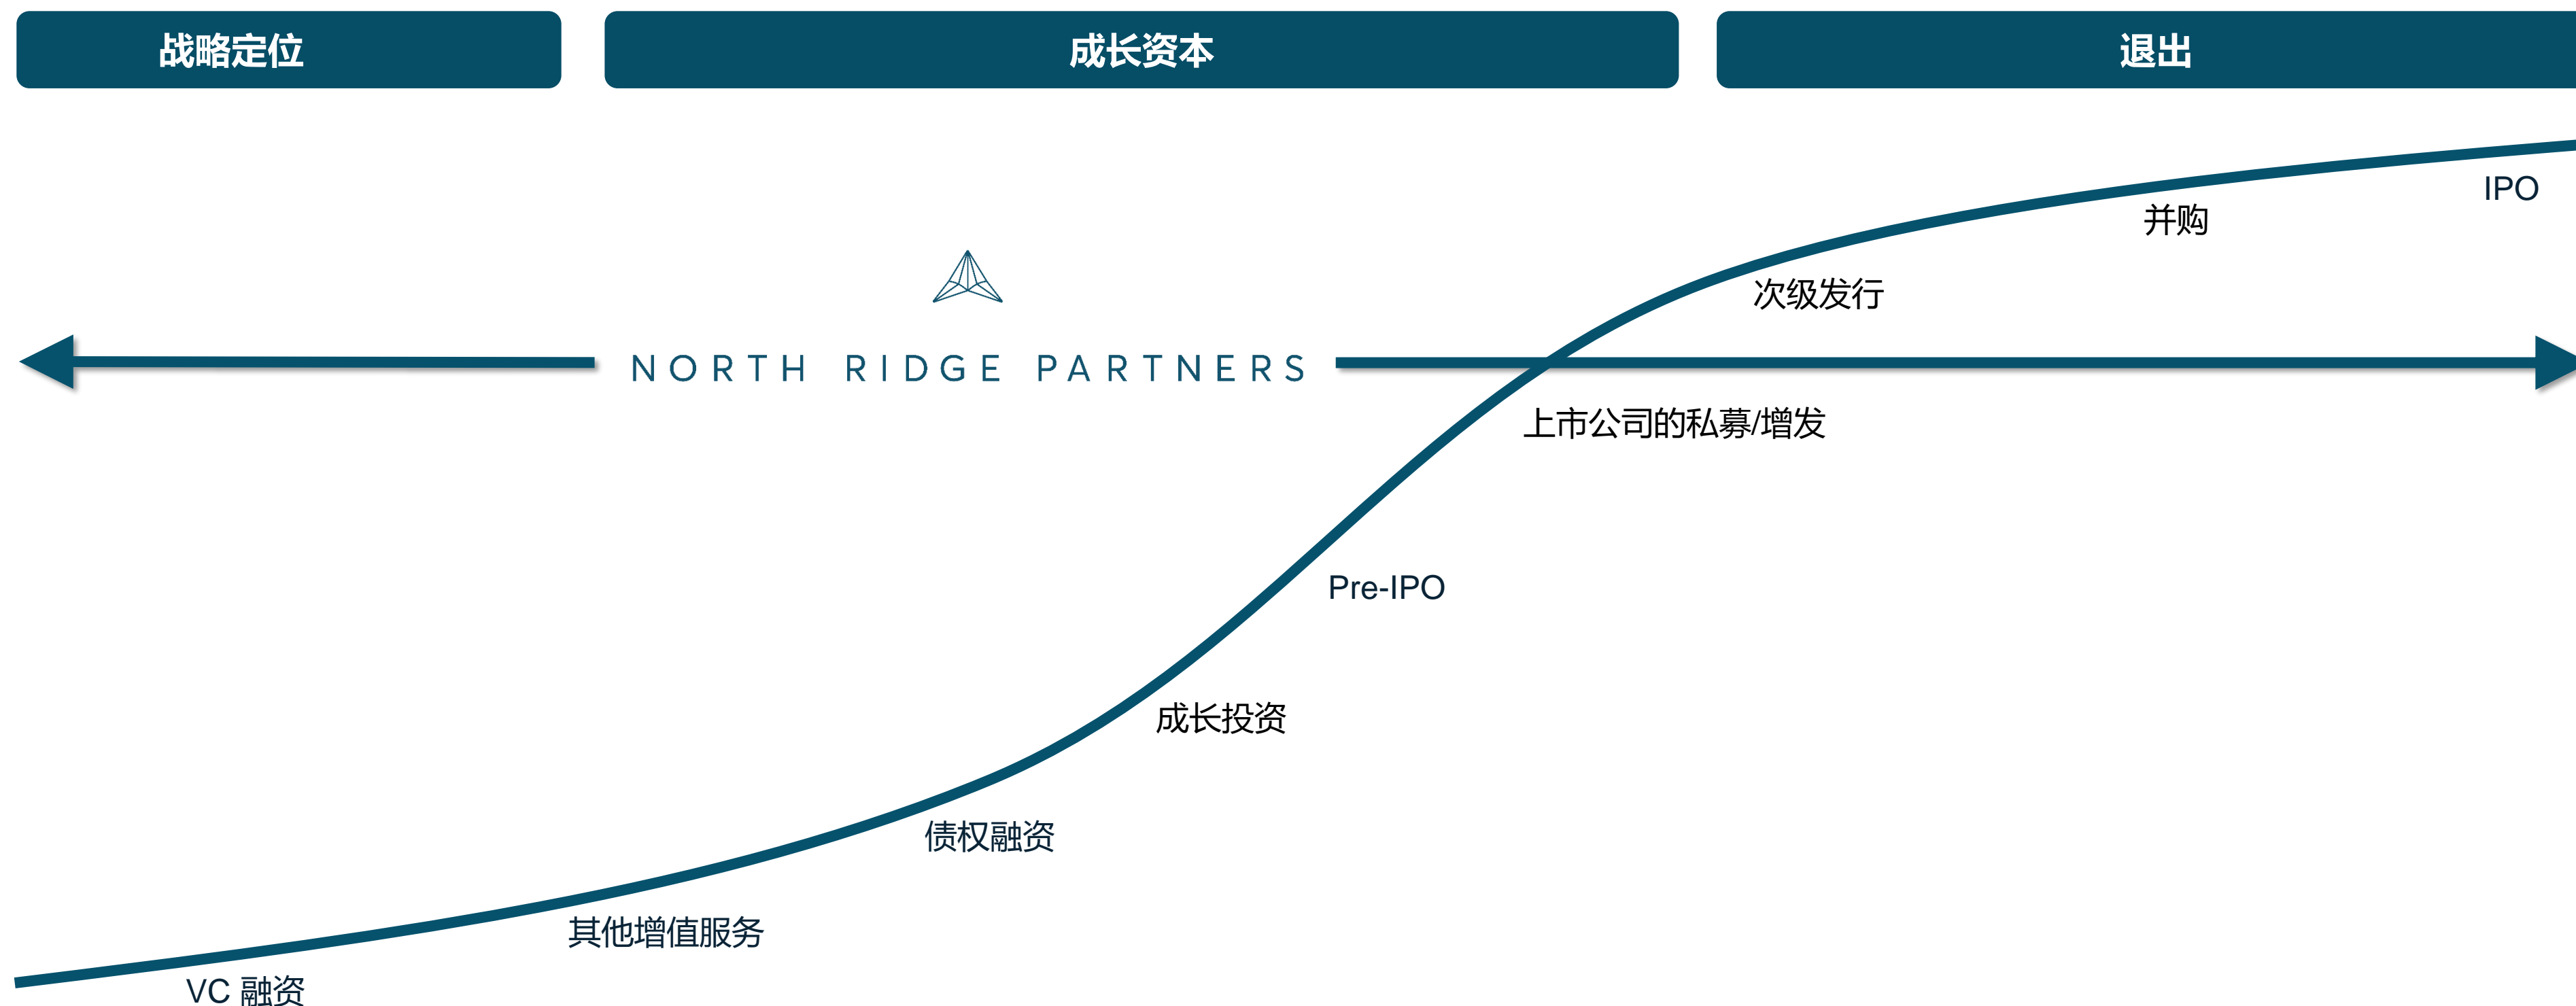 战略定位
成长资本
退出
IPO
并购
次级发行
NORTH RIDGE PARTNERS
上市公司的私募/增发
Pre-IPO
成长投资
债权融资
其他增值服务
VC 融资